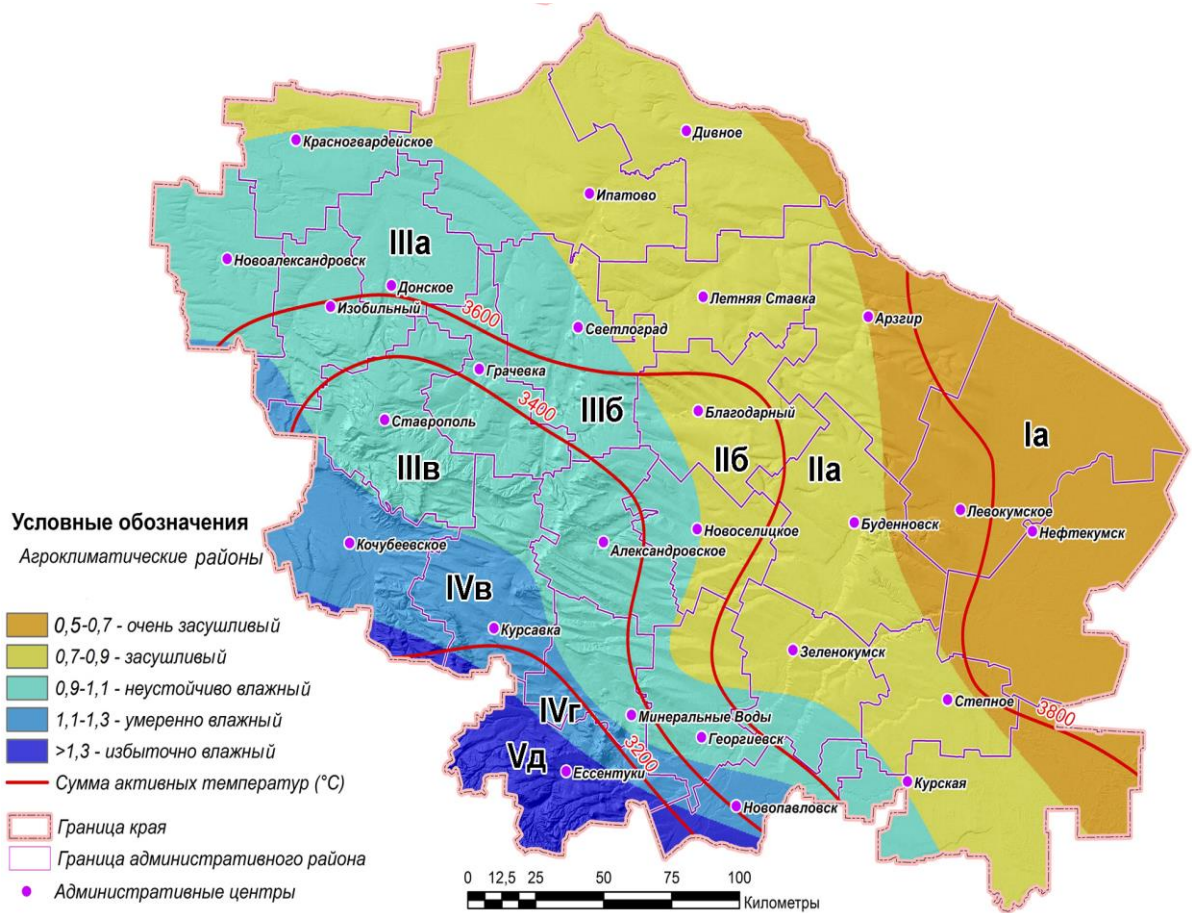 Дивное
Красногвардейское
Ипатово
IIIа
Новоалександровск
Донское
Летняя Ставка
Изобильный
3600
Арзгир
Светлоград
Грачевка
3400
IIIб
Благодарный
Ставрополь
Iа
IIб
IIа
IIIв
Левокумское
Условные обозначения
Буденновск
Новоселицкое
Нефтекумск
Кочубеевское
Александровское
Агроклиматические районы
IVв
0,5-0,7 - очень засушливый
Курсавка
0,7-0,9 - засушливый
Зеленокумск
0,9-1,1 - неустойчиво влажный
Степное
IVг
Минеральные Воды
3800
1,1-1,3 - умеренно влажный
Георгиевск
3200
>1,3 - избыточно влажный
Vд
Ессентуки
Сумма активных температур (°С)
Курская
Новопавловск
Граница края
Граница административного района
0 12,5 25 50 75 100
Административные центры
Километры